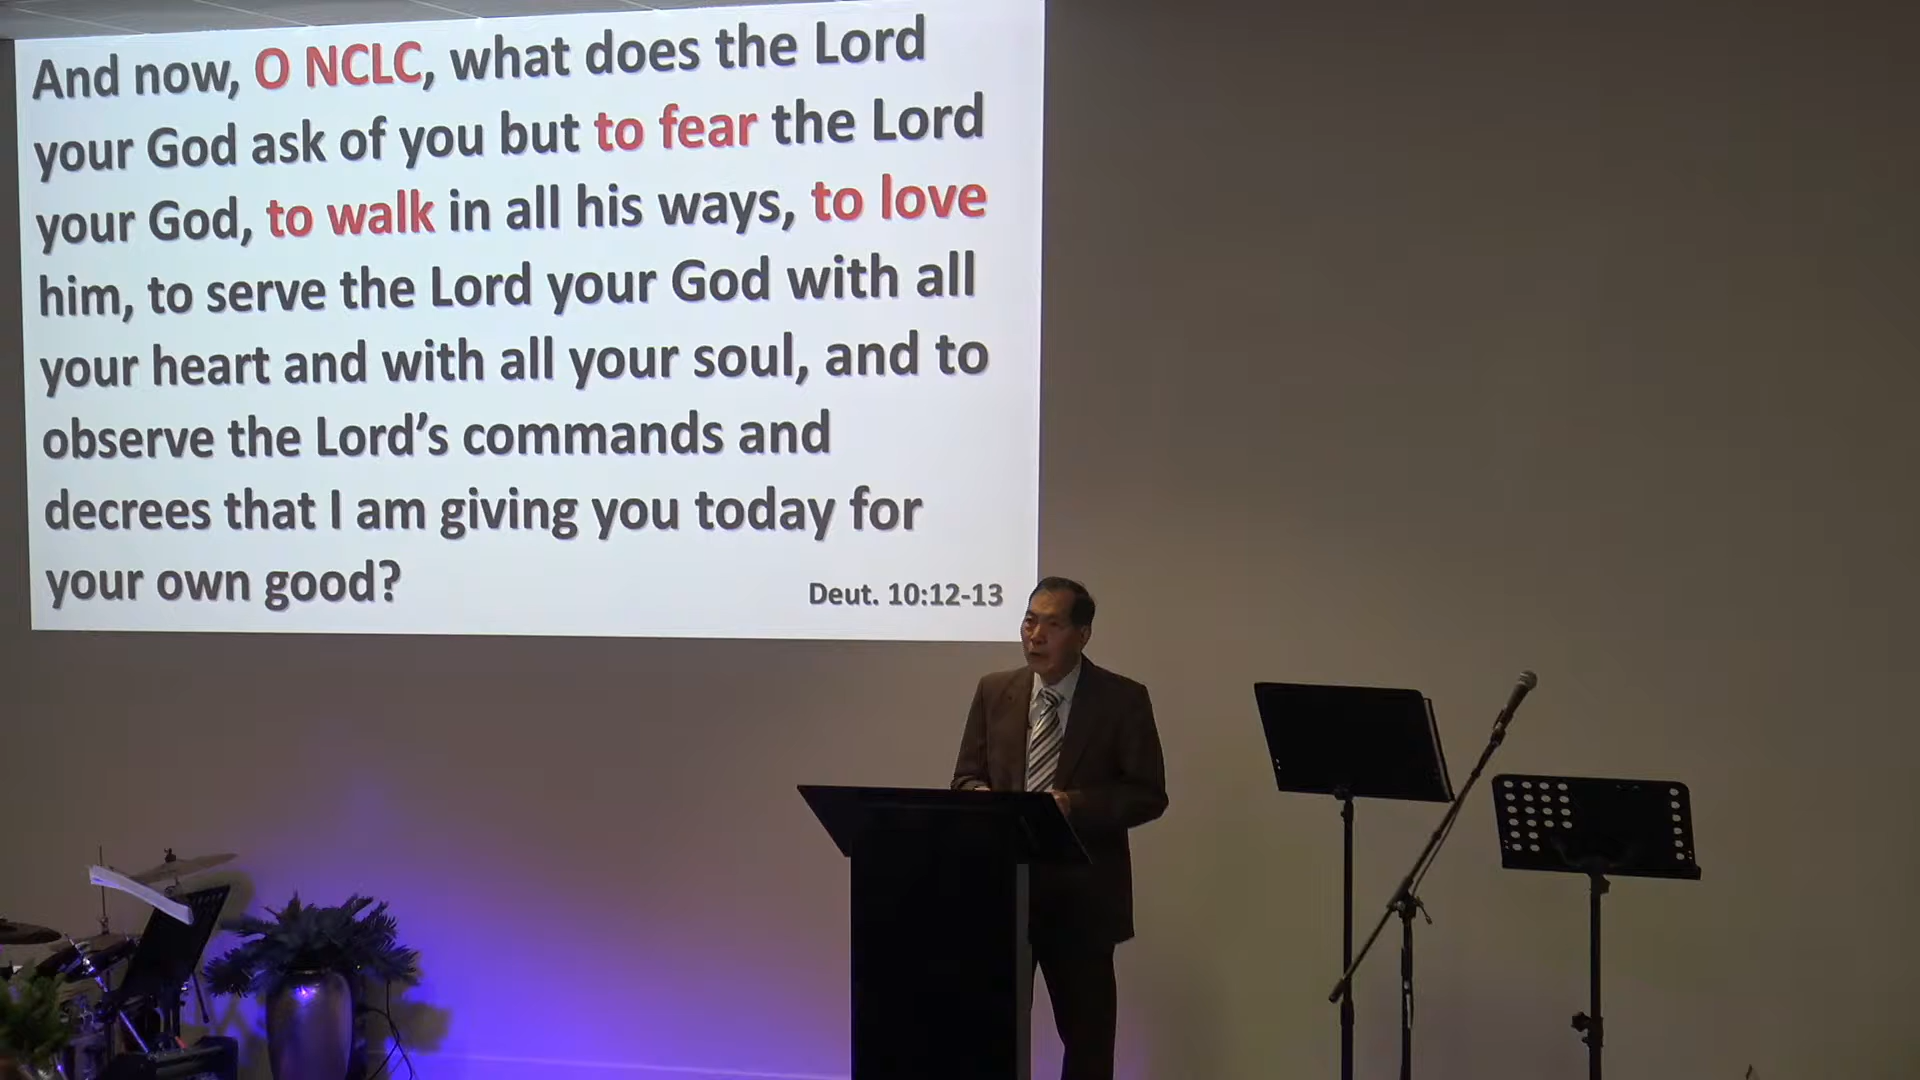 And now, O NCLC, what does the Lord
your God ask of you but to fear the Lord
your God, to walk in all his ways, to love
him, to serve the Lord your God with all
your heart and with all your soul, and to
observe the Lord’s commands and
decrees that I am giving you today for
your own good?
Deut. 10:12-13